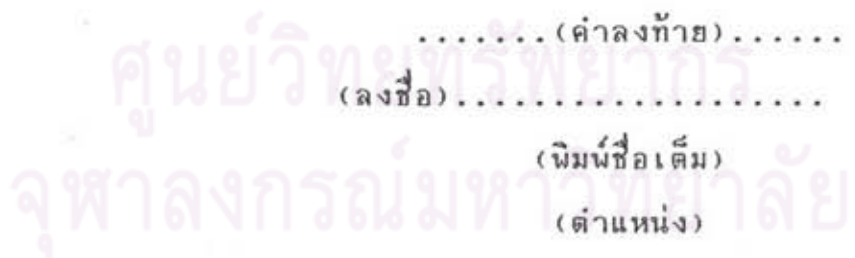 .......(คำลงท้าย)......
(ลงชื่อ)...................
(พิมพ์ชื่อเต็ม)
(ตำแหน่ง)
ศูนย์วิทยทรัพยากร
จุฬาลงกรณ์มหาวิทยาลัย